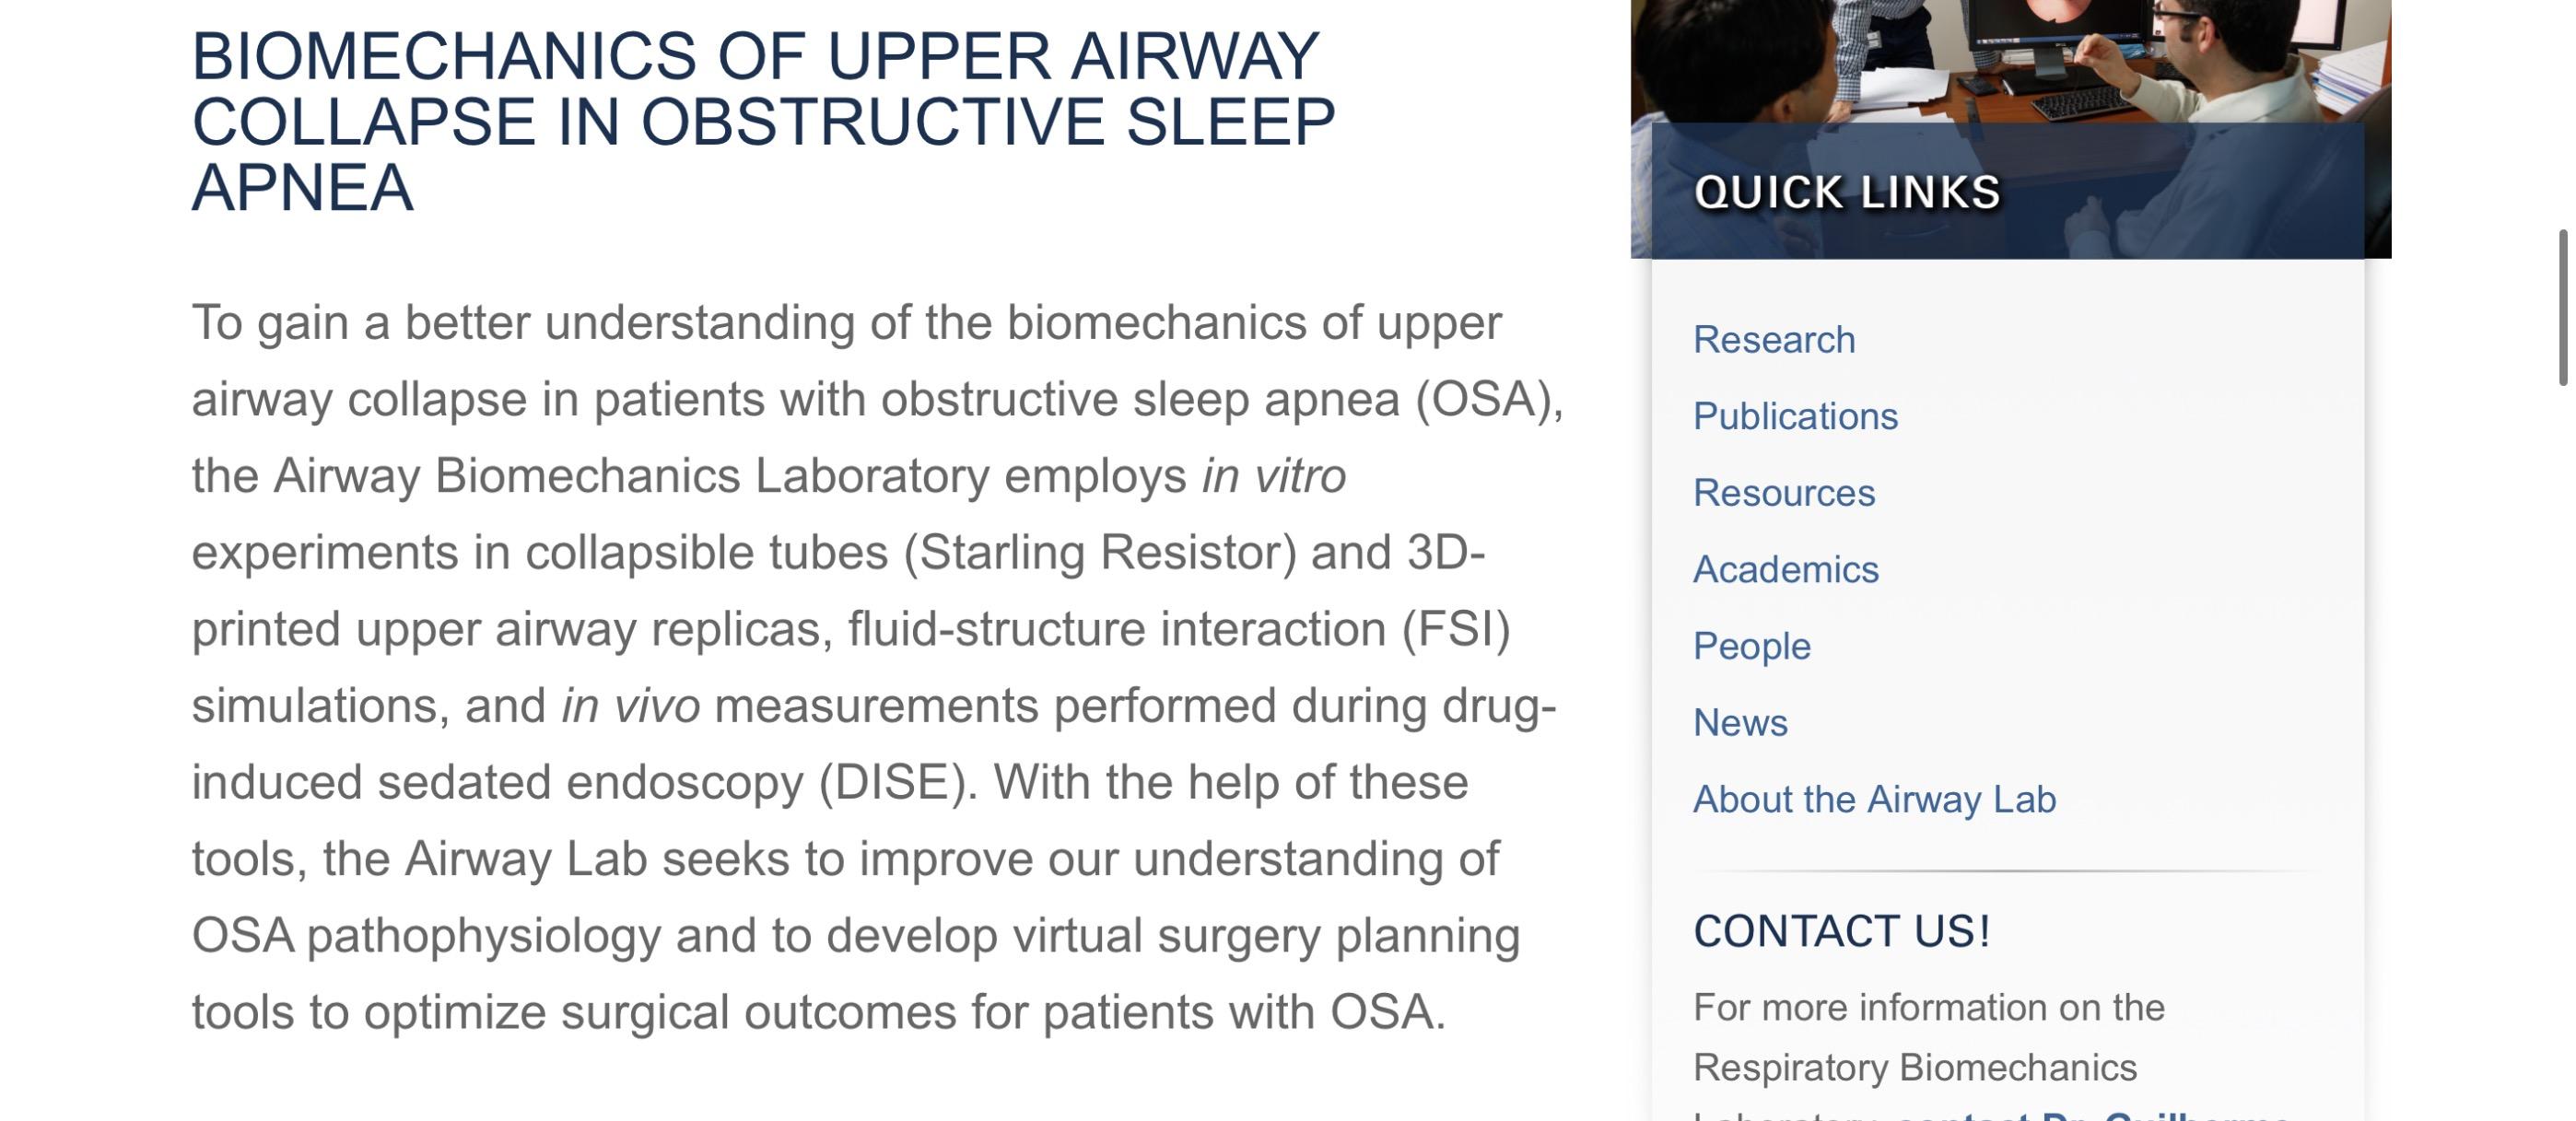 BIOMECHANICS OF UPPER AIRWAY
COLLAPSE IN OBSTRUCTIVE SLEEP
APNEA
To gain a better understanding of the biomechanics of upper
airway collapse in patients with obstructive sleep apnea (OSA),
the Airway Biomechanics Laboratory employs in vitro
experiments in collapsible tubes (Starling Resistor) and 3D-
printed upper airway replicas, fluid-structure interaction (FSI)
simulations, and in vivo measurements performed during drug-
induced sedated endoscopy (DISE). With the help of these
tools, the Airway Lab seeks to improve our understanding of
OSA pathophysiology and to develop virtual surgery planning
tools to optimize surgical outcomes for patients with OSA.
QUICK LINKS
Research
Publications
Resources
Academics
People
News
About the Airway Lab
CONTACT US!
For more information on the
Respiratory Biomechanics
Laboratory, contact Dr. Guilherme